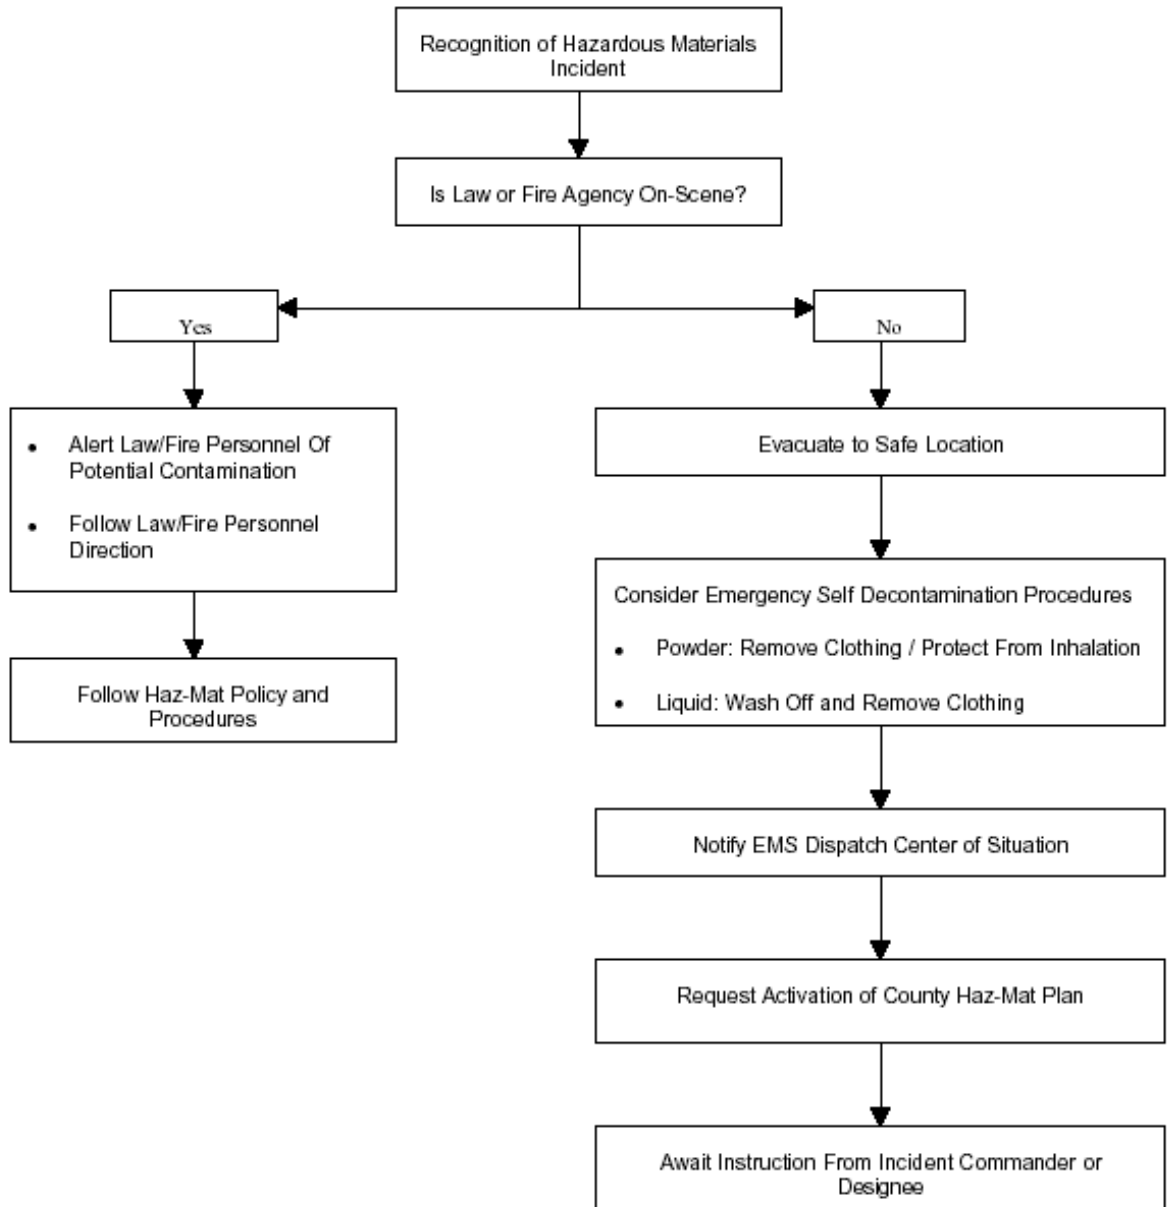 Recognition of Hazardous Materials
Incident
Is Law or Fire Agency On-Scene?
Yes
No
• Alert Law/Fire Personnel Of
Potential Contamination
• Follow Law/Fire Personnel
Direction
Follow Haz-Mat Policy and
Procedures
Evacuate to Safe Location
Consider Emergency Self Decontamination Procedures
• Powder: Remove Clothing / Protect From Inhalation
• Liquid: Wash Off and Remove Clothing
Notify EMS Dispatch Center of Situation
Request Activation of County Haz-Mat Plan
Await Instruction From Incident Commander or
Designee